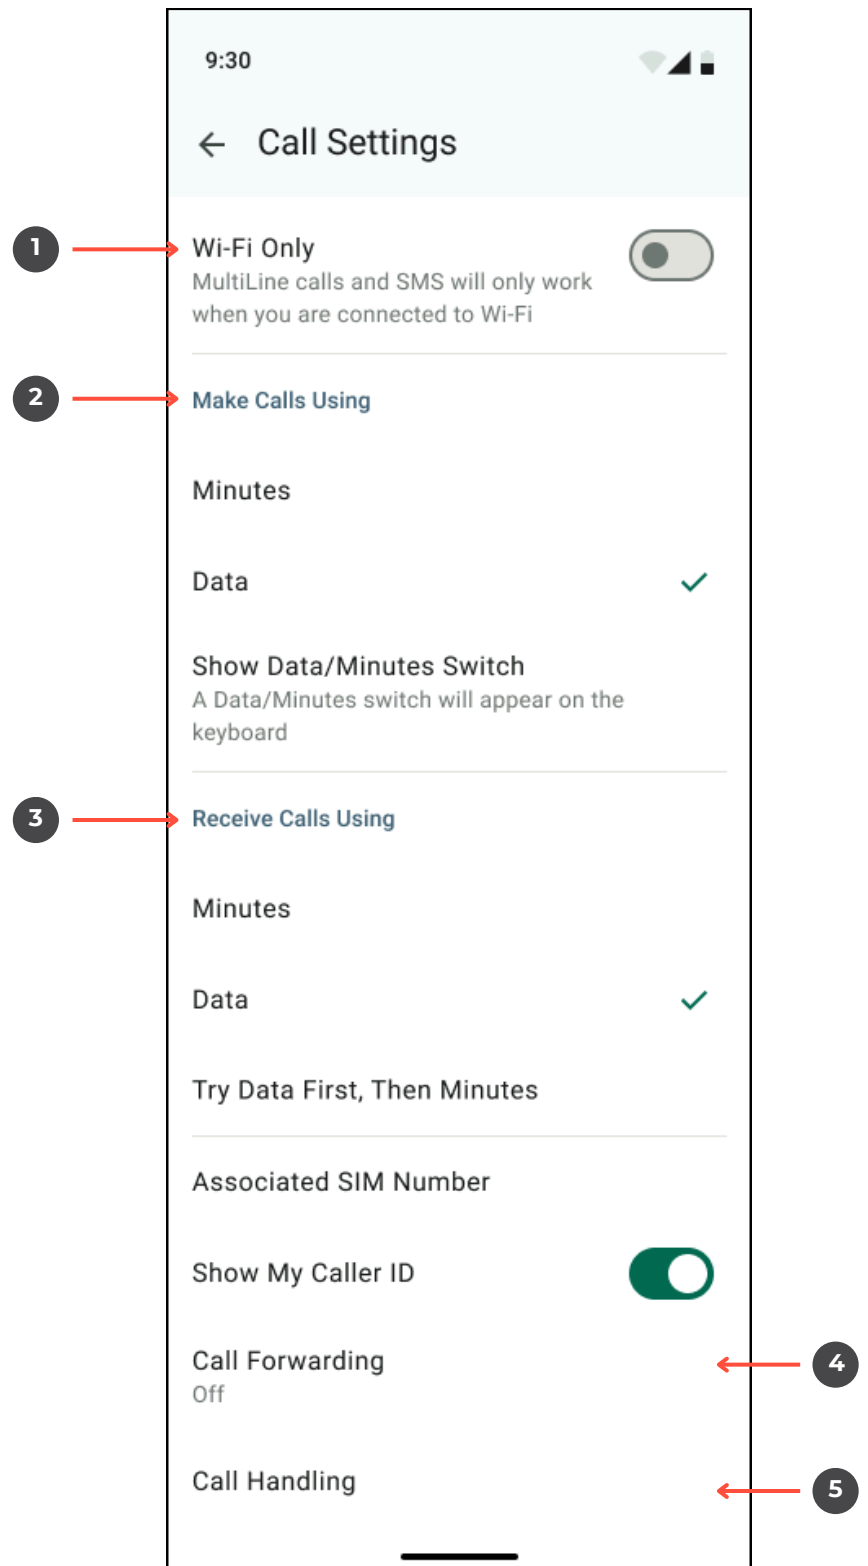 9:30
Call Settings
1
Wi-Fi Only
MultiLine calls and SMS will only work
when you are connected to Wi-Fi
2
Make Calls Using
Minutes
Data
Show Data/Minutes Switch
A Data/Minutes switch will appear on the
keyboard
3
Receive Calls Using
Minutes
Data
Try Data First, Then Minutes
Associated SIM Number
Show My Caller ID
Call Forwarding
4
Off
Call Handling
5